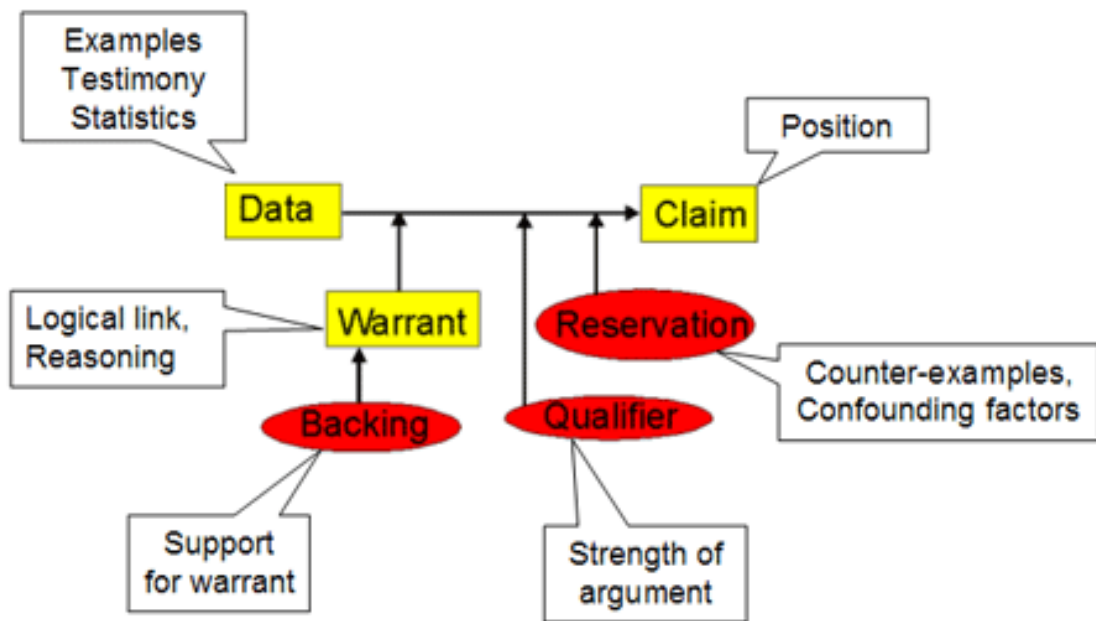 Examples
Testimony
Statistics
Position
Data
Claim
Logical link,
Reasoning
Warrant
Reservation
Counter-examples,
Confounding factors
Backing
Qualifier
Support
for warrant
Strength of
argument